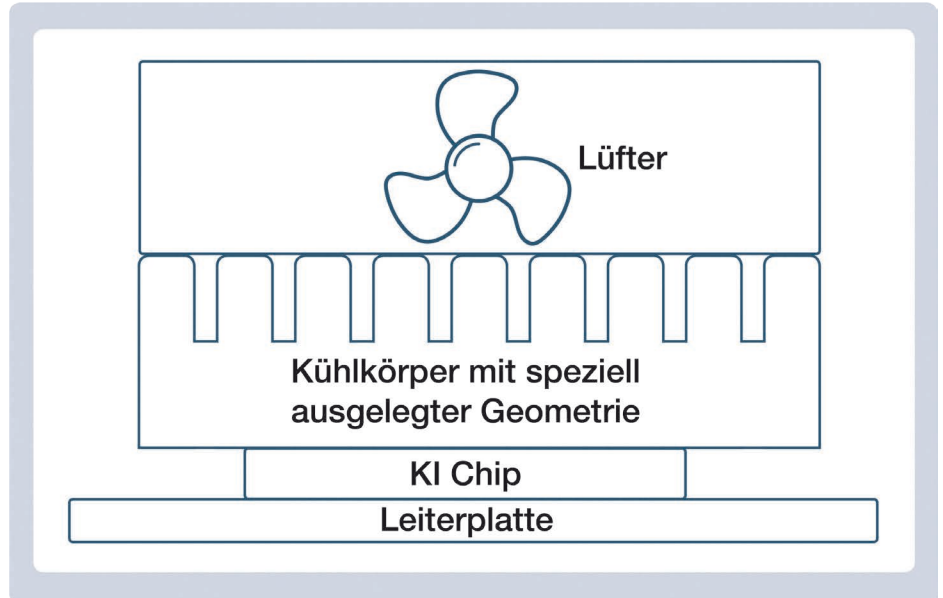 Lüfter
Kühlkörper mit speziell
ausgelegter Geometrie
KI Chip
Leiterplatte